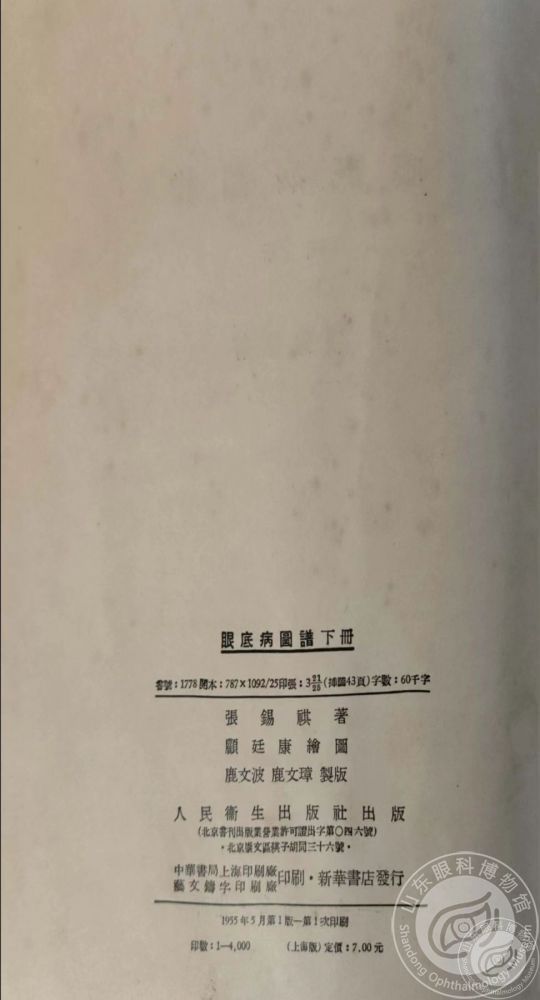 眼底病圖譜下冊
書號：1778 開本：787×1092/25印張：3 21/25(挿圖43頁)字數：60千字
張錫祺著
顧廷康繪圖
鹿文波 鹿文璋 製版
人民衞生出版社出版
(北京書刊出版業營業許可證出字第〇四六號)
·北京崇文區䄎子胡同三十六號·
中華書局上海印刷廠
藝文鑄字印刷廠
印刷·新華書店發行
1955年5月第1版—第1次印刷
印數：1—4,000 (上海版)定價：7.00元
山东眼科博物馆
Shandong Ophthalmology Museum